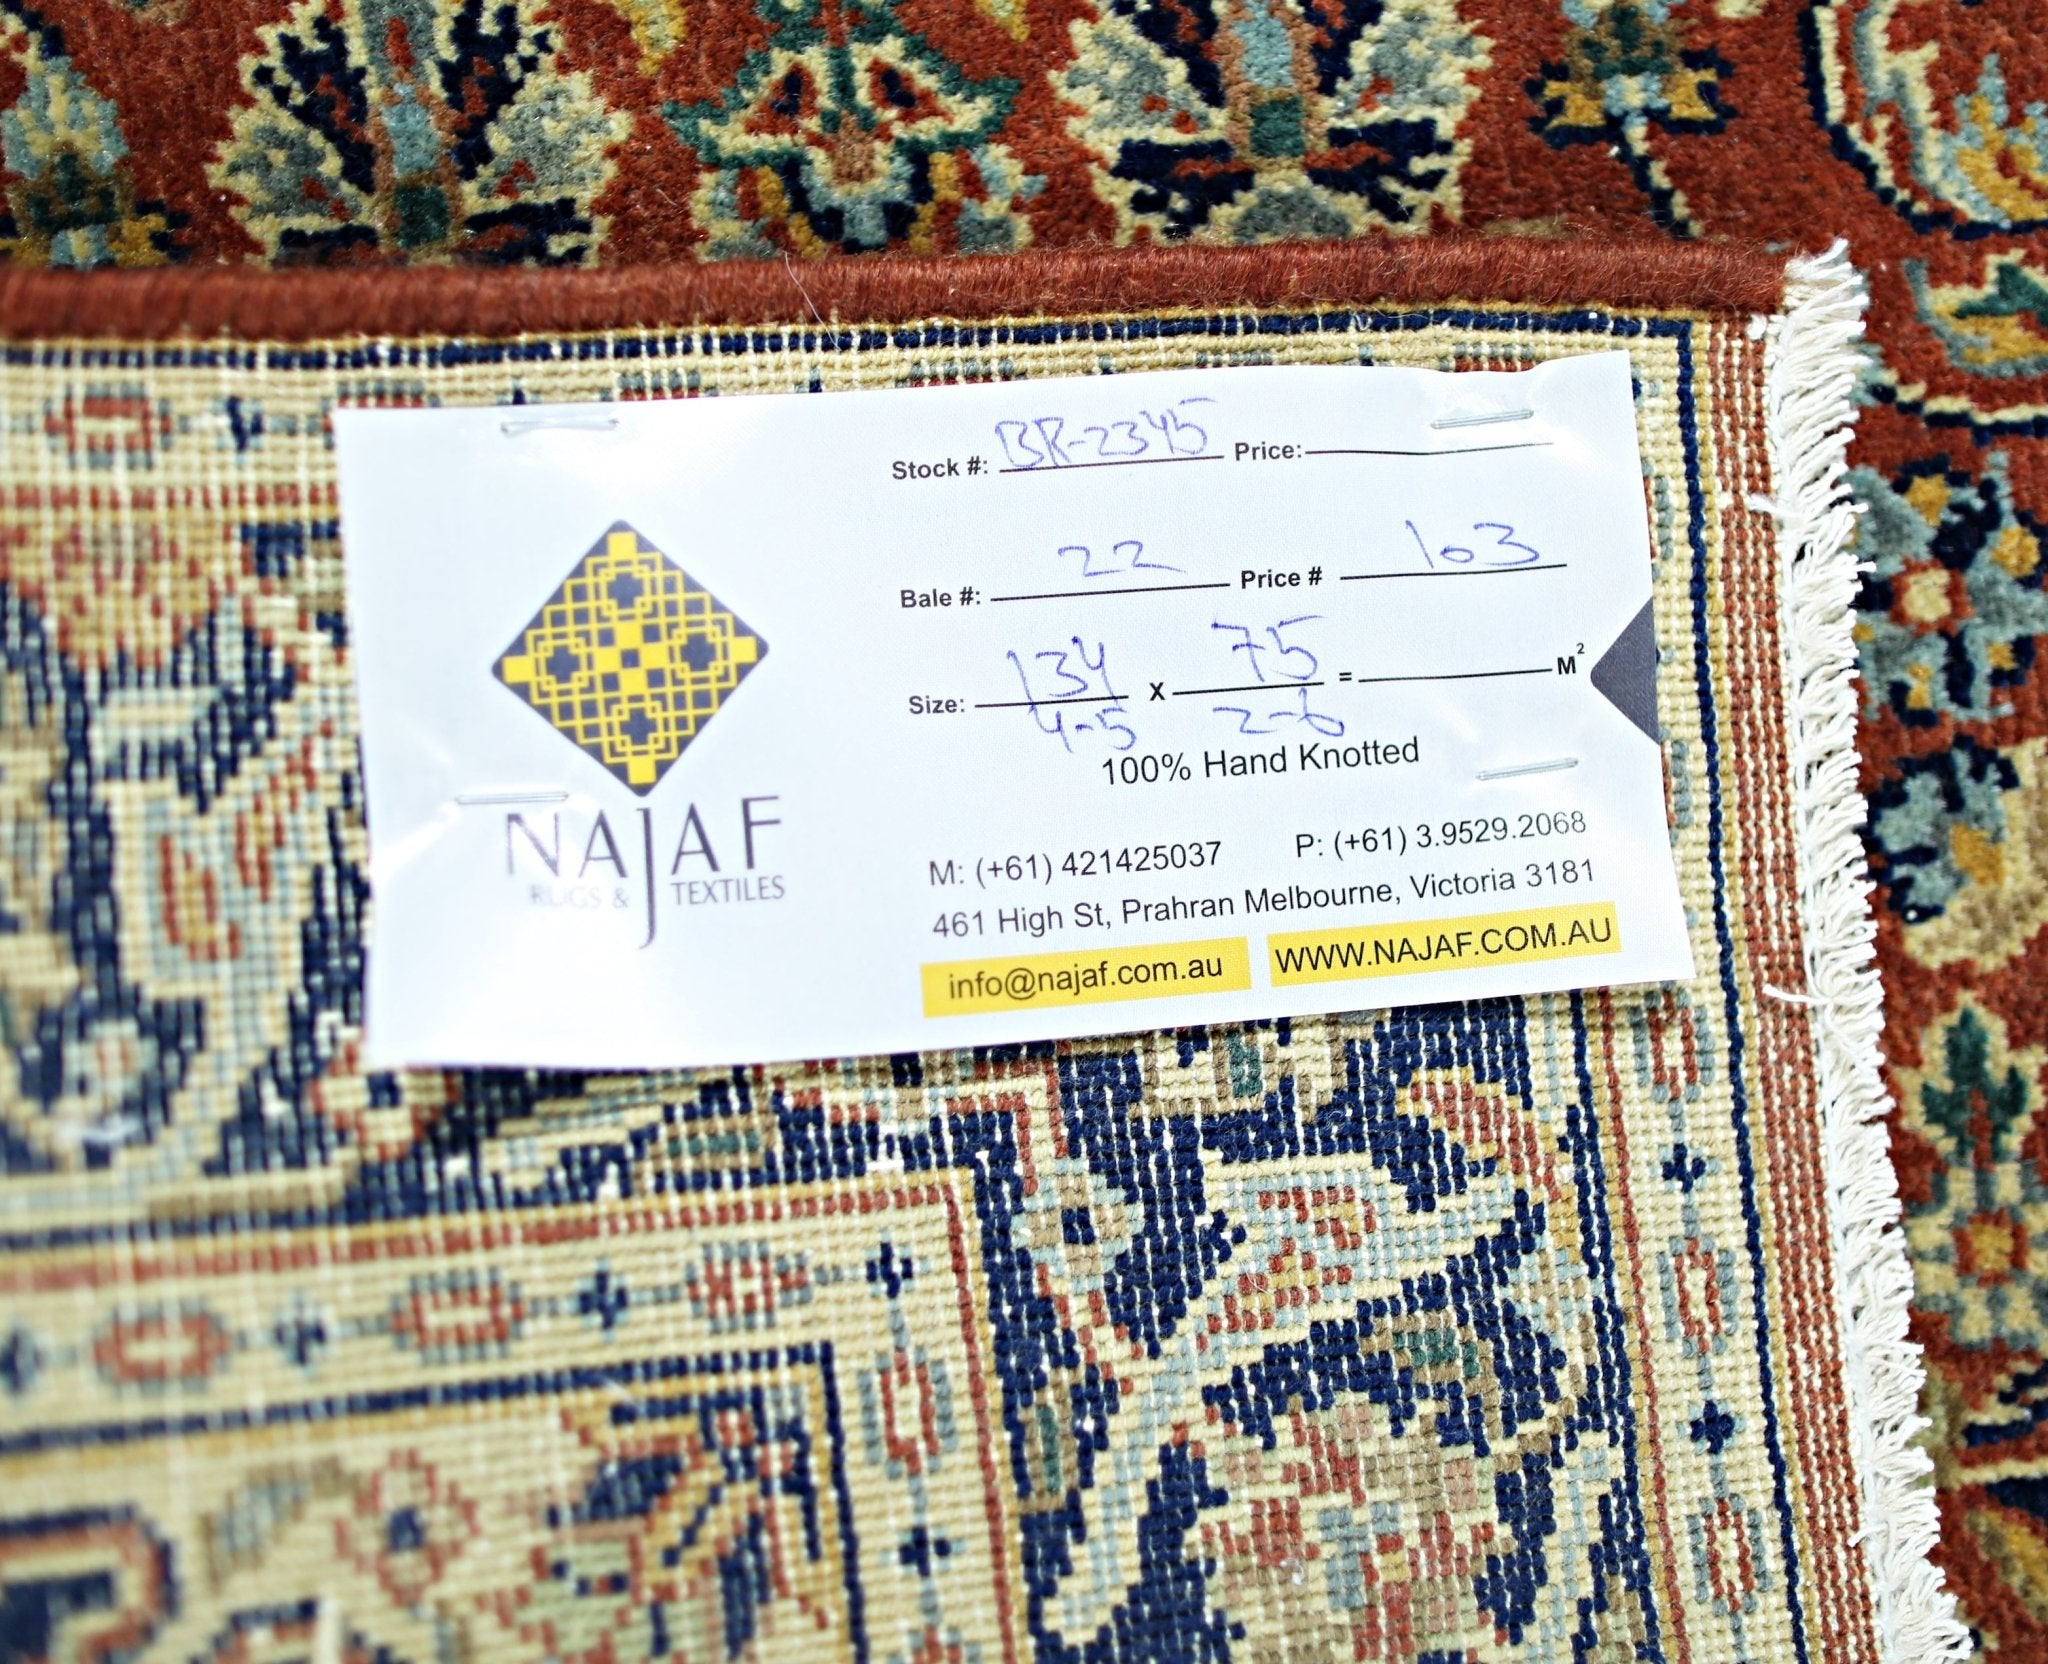 Stock #: BR-2345 Price:
Bale #: 22 Price # 103
Size: 134 x 75 = M²
4-5 2-6
100% Hand Knotted
NAJAF
RUGS & TEXTILES
M: (+61) 421425037 P: (+61) 3.9529.2068
461 High St, Prahran Melbourne, Victoria 3181
info@najaf.com.au WWW.NAJAF.COM.AU